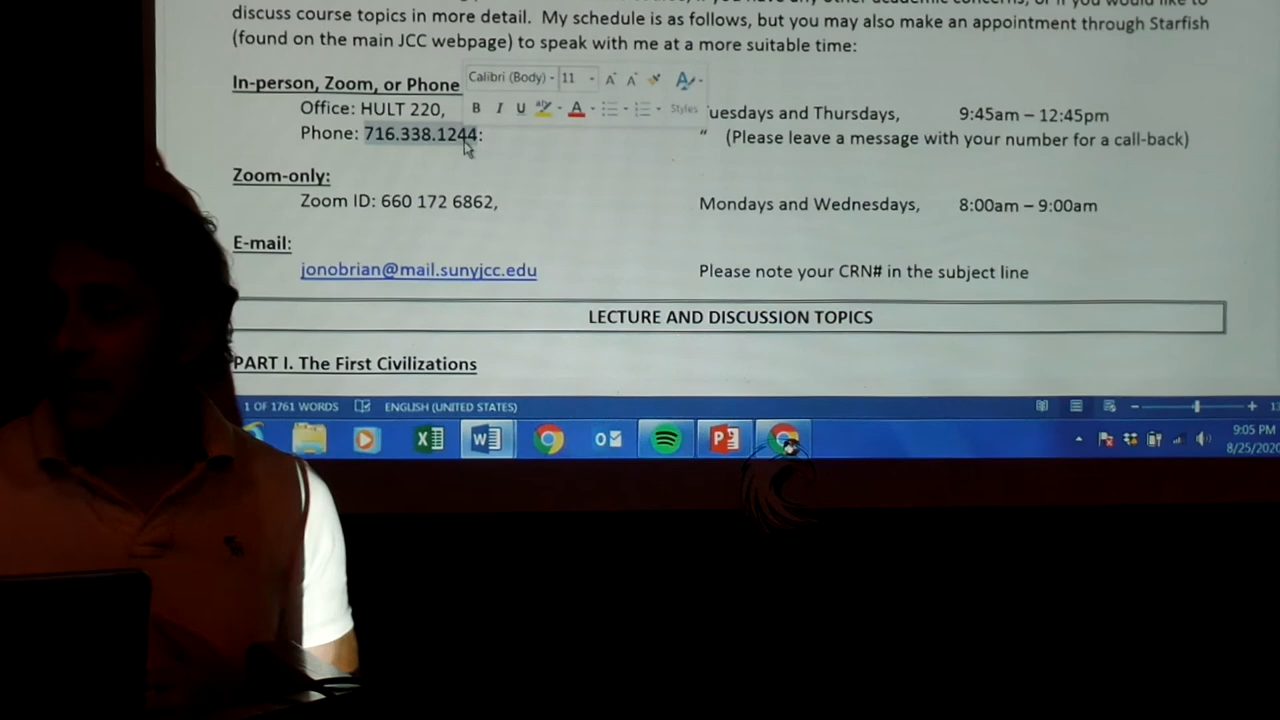 discuss course topics in more detail. My schedule is as follows, but you may also make an appointment through Starfish
(found on the main JCC webpage) to speak with me at a more suitable time:
In-person, Zoom, or Phone
Calibri (Body) 11
Office: HULT 220, uesdays and Thursdays, 9:45am – 12:45pm
B I U aby A Styles
Phone: 716.338.1244: “ (Please leave a message with your number for a call-back)
Zoom-only:
Zoom ID: 660 172 6862, Mondays and Wednesdays, 8:00am – 9:00am
E-mail:
jonobrian@mail.sunyjcc.edu Please note your CRN# in the subject line
LECTURE AND DISCUSSION TOPICS
PART I. The First Civilizations
1 OF 1761 WORDS ENGLISH (UNITED STATES)
9:05 PM
8/25/2020